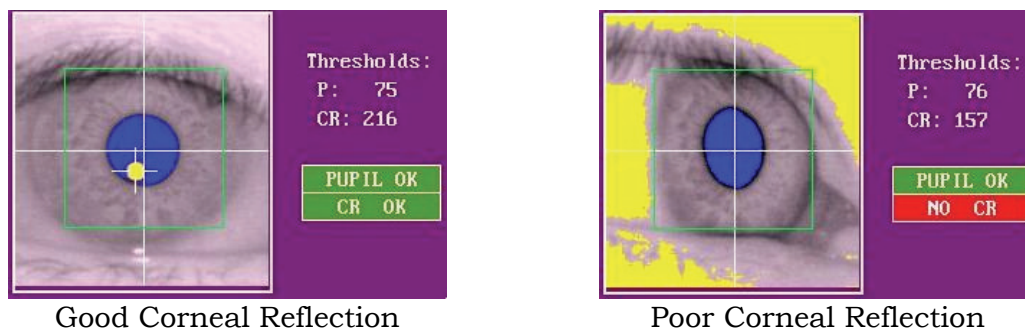 Thresholds:
P: 75
CR: 216
PUPIL OK
CR OK
Good Corneal Reflection
Thresholds:
P: 76
CR: 157
PUPIL OK
NO CR
Poor Corneal Reflection